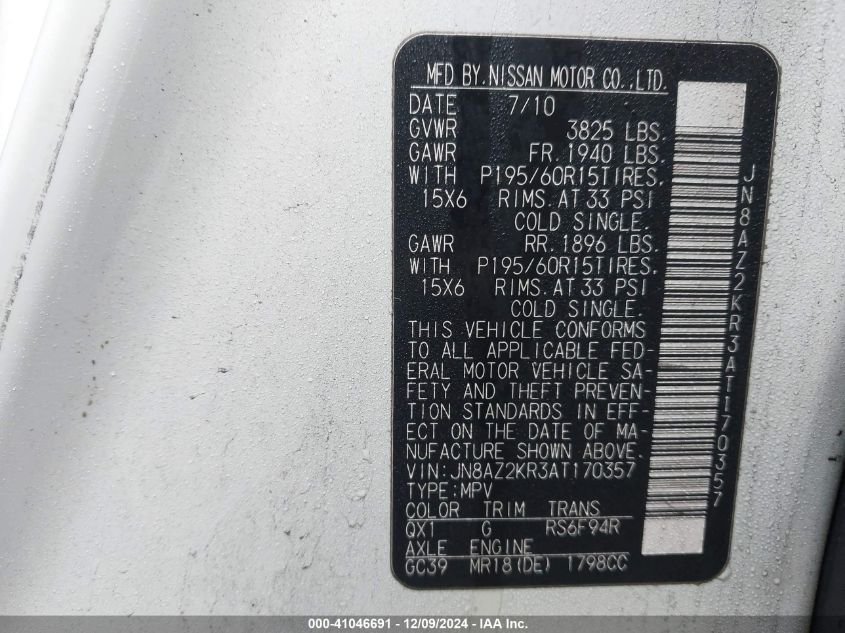 MFD BY.NISSAN MOTOR CO.,LTD.
DATE 7/10
GVWR 3825 LBS.
GAWR FR. 1940 LBS.
WITH P195/60R15TIRES.
15X6 RIMS.AT 33 PSI
COLD SINGLE.
GAWR RR. 1896 LBS.
WITH P195/60R15TIRES.
15X6 RIMS.AT 33 PSI
COLD SINGLE.
THIS VEHICLE CONFORMS
TO ALL APPLICABLE FED-
ERAL MOTOR VEHICLE SA-
FETY AND THEFT PREVEN-
TION STANDARDS IN EFF-
ECT ON THE DATE OF MA-
NUFACTURE SHOWN ABOVE.
VIN:JN8AZ2KR3AT170357
TYPE:MPV
COLOR TRIM TRANS
QX1 G RS6F94R
AXLE ENGINE
GC39 MR18(DE) 1798CC
JN8AZ2KR3AT170357
000-41046691 - 12/09/2024 - IAA Inc.